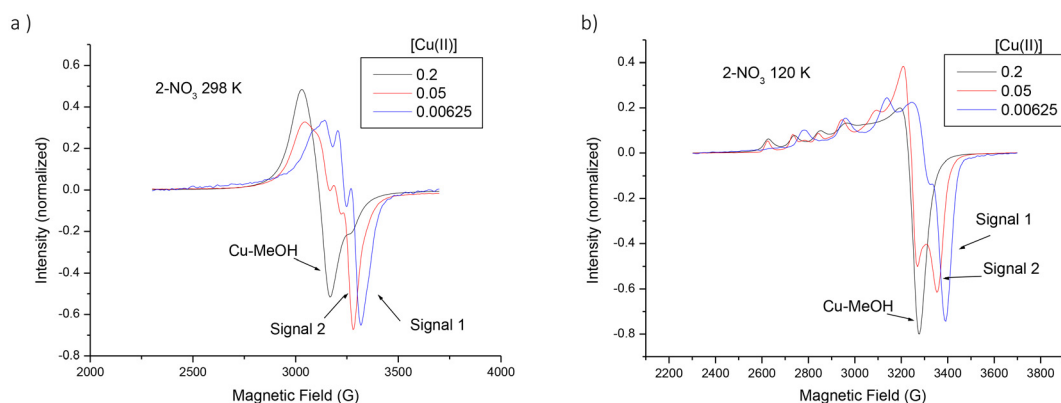 a )
[Cu(II)]
2-NO3 298 K
0.2
0.05
0.00625
0.6
0.4
0.2
0.0
-0.2
-0.4
-0.6
-0.8
Intensity (normalized)
Cu-MeOH
Signal 2
Signal 1
2000
2500
3000
3500
4000
Magnetic Field (G)
b)
[Cu(II)]
2-NO3 120 K
0.2
0.05
0.00625
0.4
0.2
0.0
-0.2
-0.4
-0.6
-0.8
Intensity (normalized)
Signal 1
Signal 2
Cu-MeOH
2200
2400
2600
2800
3000
3200
3400
3600
3800
Magnetic Field (G)